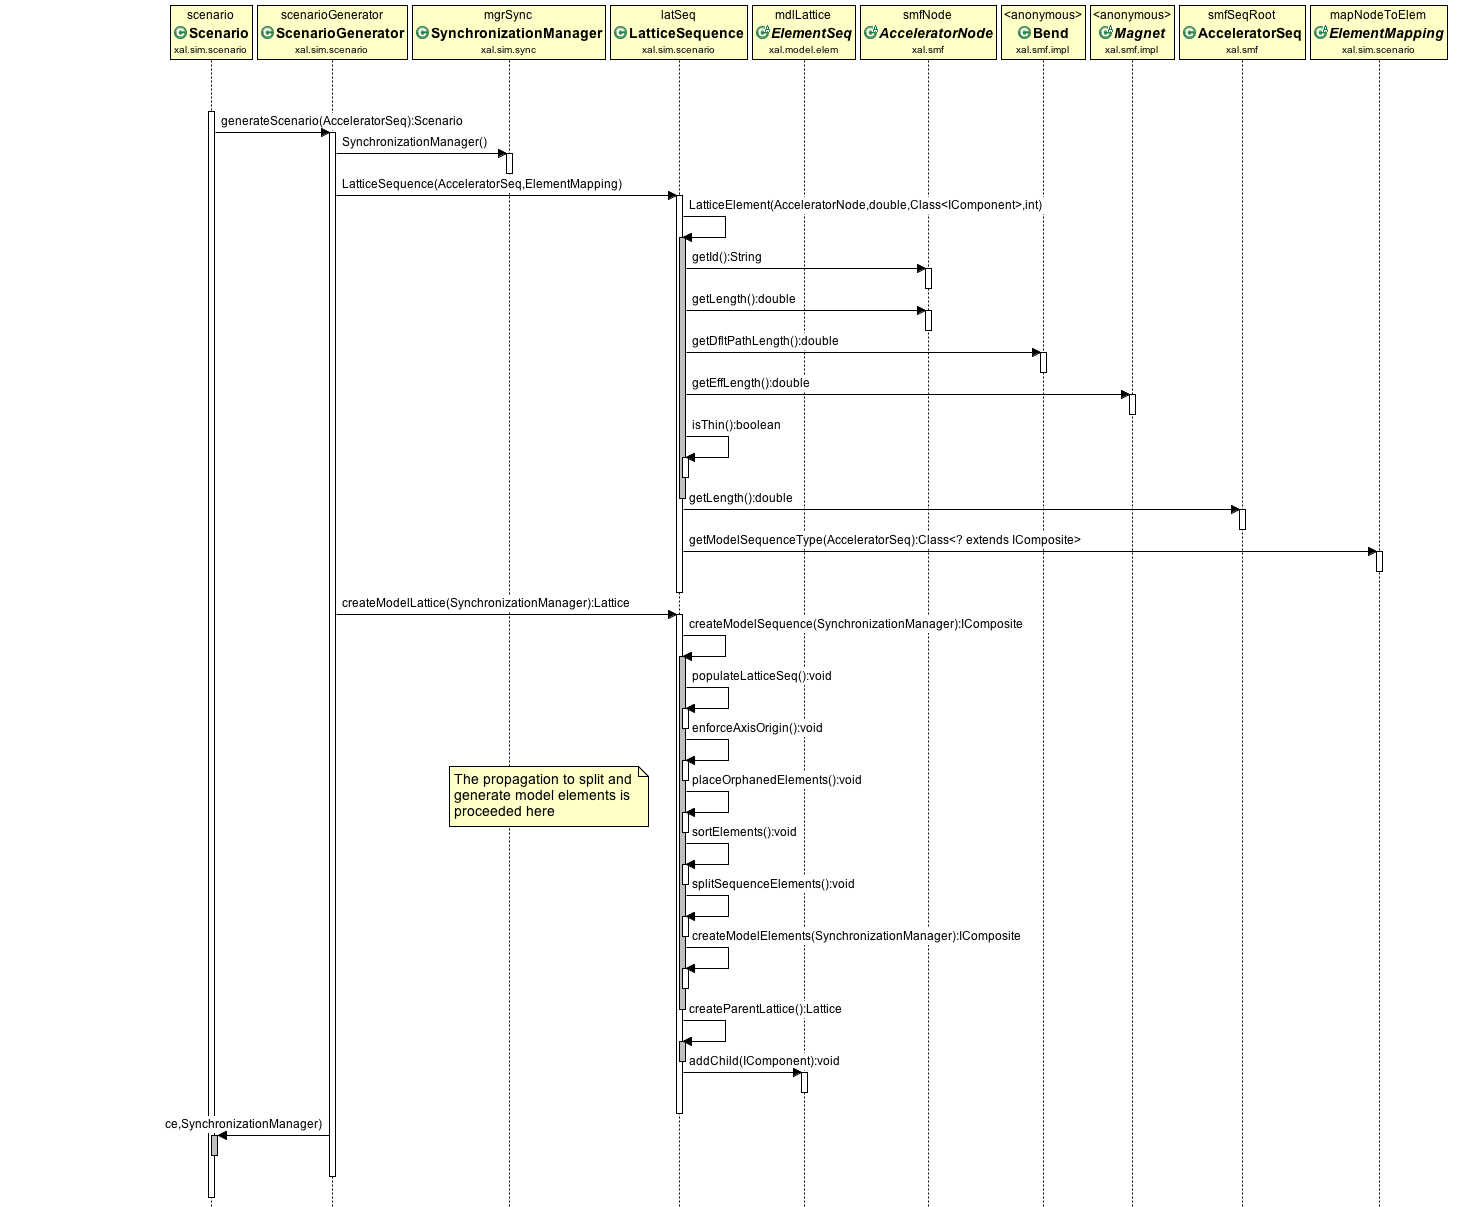 scenario
Scenario
xal.sim.scenario
scenarioGenerator
ScenarioGenerator
xal.sim.scenario
mgrSync
SynchronizationManager
xal.sim.sync
latSeq
LatticeSequence
xal.sim.scenario
mdlLattice
ElementSeq
xal.model.elem
smfNode
AcceleratorNode
xal.smf
<anonymous>
Bend
xal.smf.impl
<anonymous>
Magnet
xal.smf.impl
smfSeqRoot
AcceleratorSeq
xal.smf
mapNodeToElem
ElementMapping
xal.sim.scenario
generateScenario(AcceleratorSeq):Scenario
SynchronizationManager()
LatticeSequence(AcceleratorSeq,ElementMapping)
LatticeElement(AcceleratorNode,double,Class<IComponent>,int)
getId():String
getLength():double
getDfltPathLength():double
getEffLength():double
isThin():boolean
getLength():double
getModelSequenceType(AcceleratorSeq):Class<? extends IComposite>
createModelLattice(SynchronizationManager):Lattice
createModelSequence(SynchronizationManager):IComposite
populateLatticeSeq():void
enforceAxisOrigin():void
The propagation to split and
generate model elements is
proceeded here
placeOrphanedElements():void
sortElements():void
splitSequenceElements():void
createModelElements(SynchronizationManager):IComposite
createParentLattice():Lattice
addChild(IComponent):void
ce,SynchronizationManager)